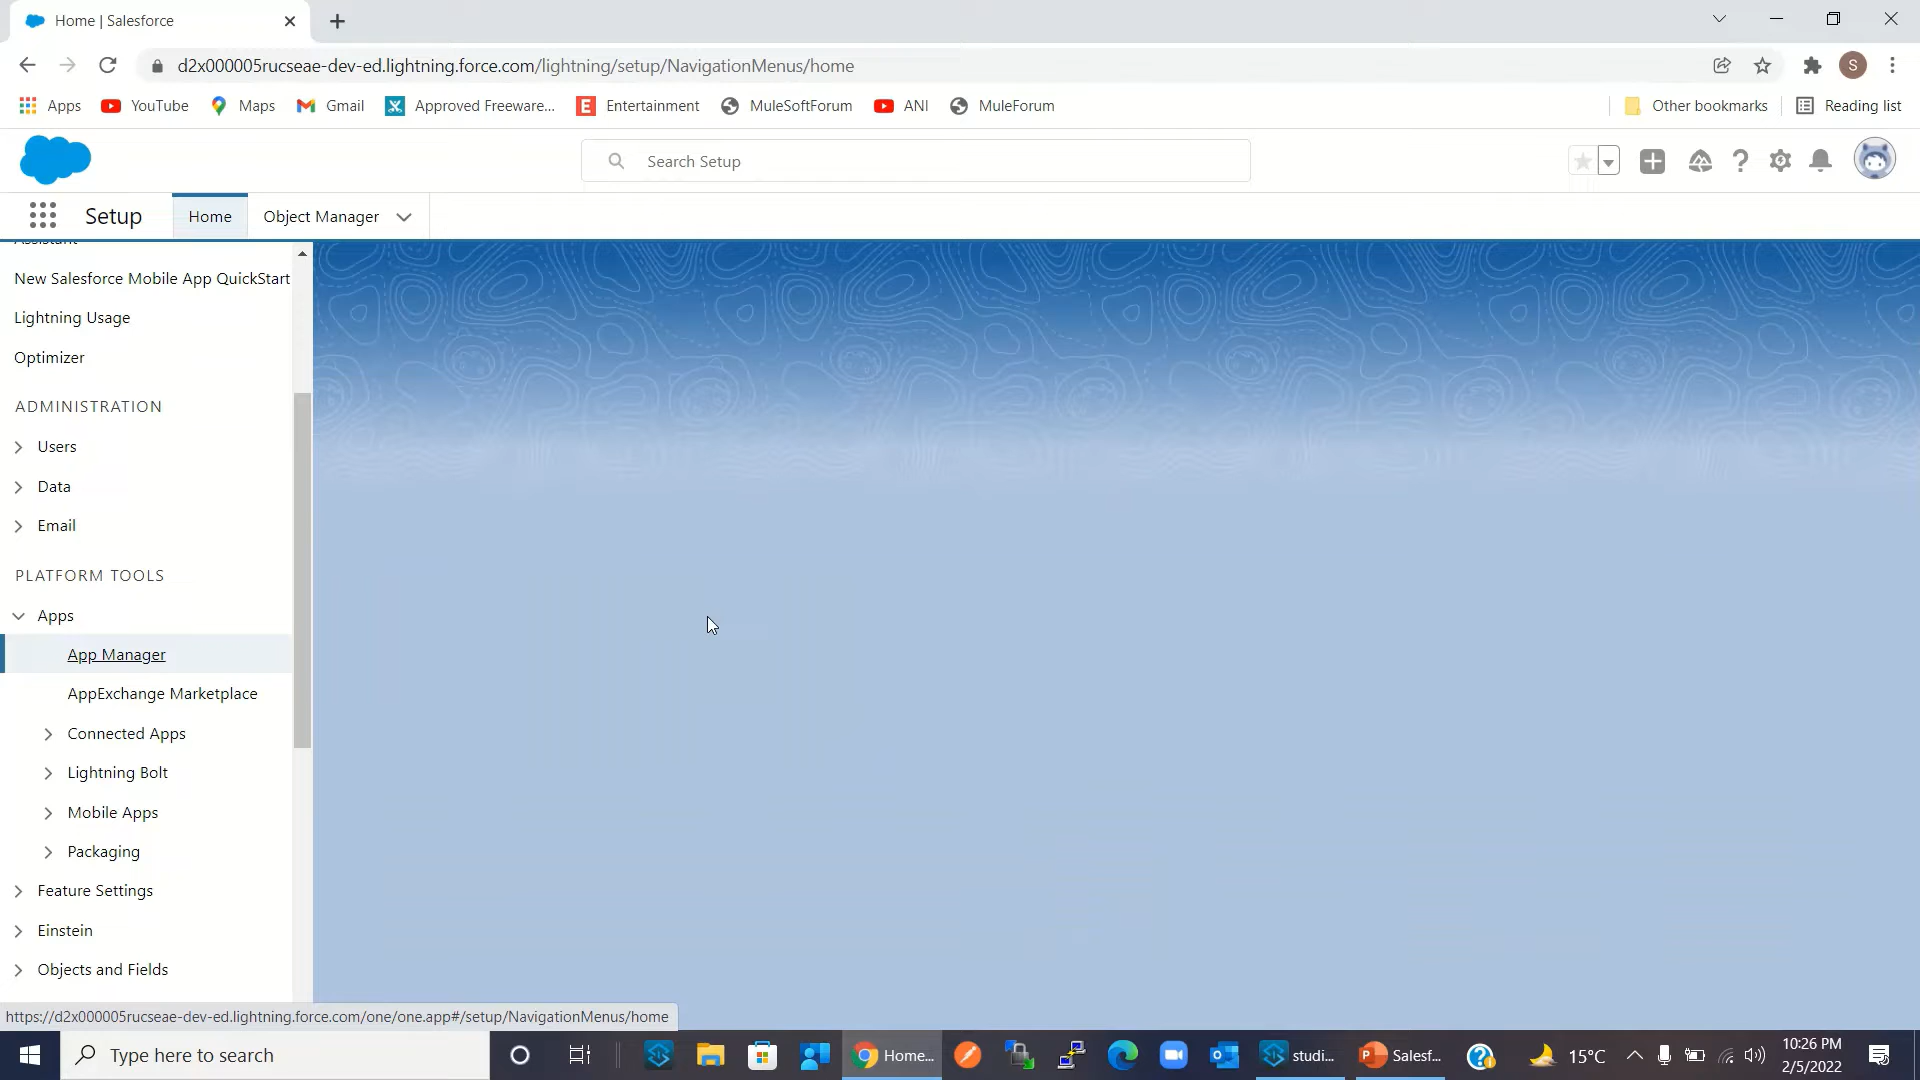 Home | Salesforce
d2x000005rucseae-dev-ed.lightning.force.com/lightning/setup/NavigationMenus/home
S
Apps YouTube Maps Gmail Approved Freeware... Entertainment MuleSoftForum ANI MuleForum Other bookmarks Reading list
Search Setup
Setup Home Object Manager
Assistant
New Salesforce Mobile App QuickStart
Lightning Usage
Optimizer
ADMINISTRATION
Users
Data
Email
PLATFORM TOOLS
Apps
App Manager
AppExchange Marketplace
Connected Apps
Lightning Bolt
Mobile Apps
Packaging
Feature Settings
Einstein
Objects and Fields
https://d2x000005rucseae-dev-ed.lightning.force.com/one/one.app#/setup/NavigationMenus/home
Type here to search
Home... studi... Salesf... 15°C
10:26 PM
2/5/2022